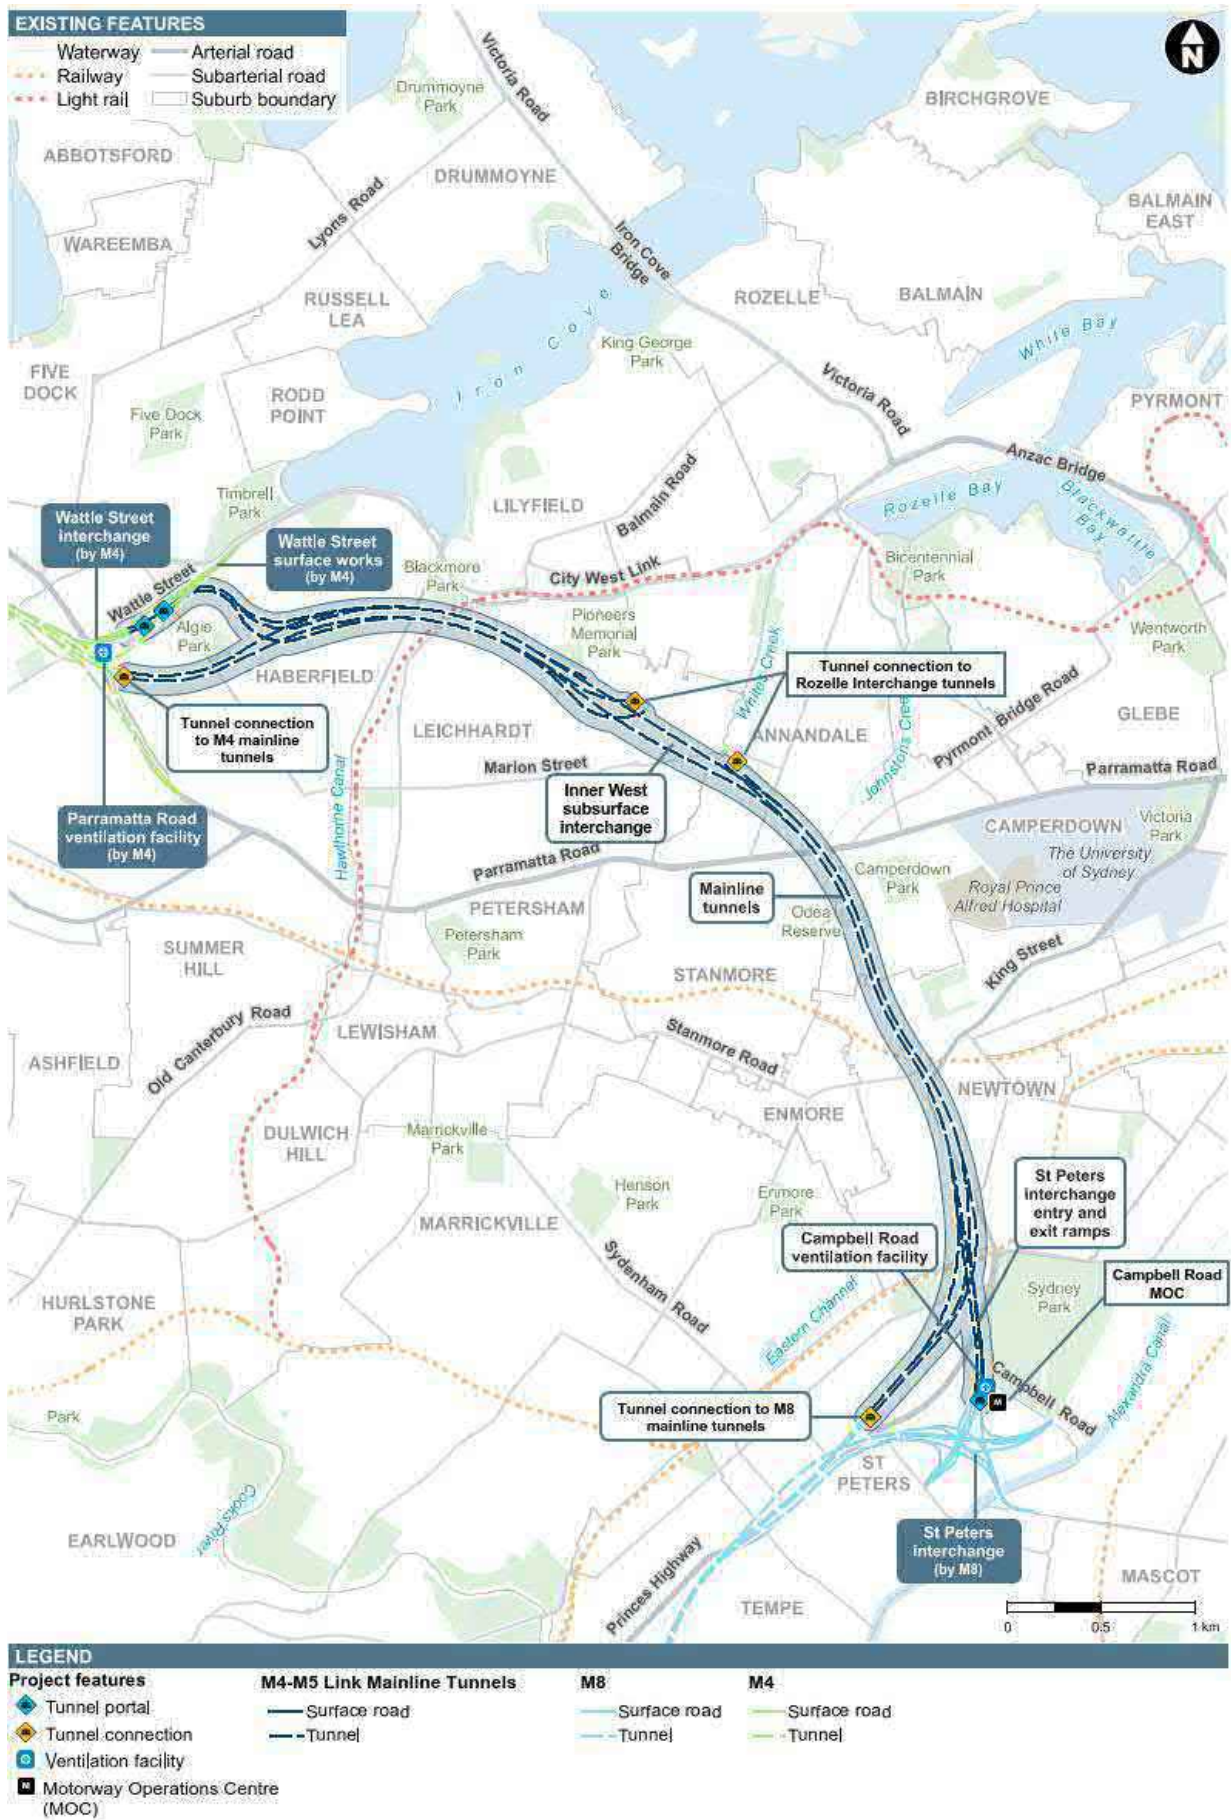 EXISTING FEATURES
Waterway
Arterial road
Railway
Subarterial road
Light rail
Suburb boundary
N
Victoria Road
Drummoyne
Park
BIRCHGROVE
ABBOTSFORD
DRUMMOYNE
BALMAIN
EAST
Lyons Road
WAREEMBA
Iron Cove
Bridge
RUSSELL
LEA
ROZELLE
BALMAIN
Iron Cove
White Bay
King George
Park
FIVE
DOCK
RODD
POINT
Victoria Road
PYRMONT
Five Dock
Park
Anzac Bridge
Balmain Road
Timbrell
Park
LILYFIELD
Rozelle Bay
Blackwattle
Bay
Wattle Street
interchange
(by M4)
Wattle Street
surface works
(by M4)
Blackmore
Park
City West Link
Bicentennial
Park
Wattle Street
Algie
Park
Pioneers
Memorial
Park
Wentworth
Park
Whites Creek
Tunnel connection to
Rozelle Interchange tunnels
HABERFIELD
Tunnel connection
to M4 mainline
tunnels
LEICHHARDT
ANNANDALE
Johnstons Creek
Pyrmont Bridge Road
GLEBE
Marion Street
Parramatta Road
Hawthorne Canal
Inner West
subsurface
interchange
Parramatta Road
ventilation facility
(by M4)
CAMPERDOWN
Victoria
Park
Parramatta Road
The University
of Sydney
Camperdown
Park
Royal Prince
Alfred Hospital
Mainline
tunnels
PETERSHAM
Odea
Reserve
Petersham
Park
SUMMER
HILL
STANMORE
King Street
Old Canterbury Road
LEWISHAM
Stanmore Road
ASHFIELD
NEWTOWN
ENMORE
DULWICH
HILL
Marrickville
Park
Henson
Park
Enmore
Park
St Peters
interchange
entry and
exit ramps
MARRICKVILLE
Campbell Road
ventilation facility
Sydenham Road
Campbell Road
MOC
Sydney
Park
HURLSTONE
PARK
Eastern Channel
Alexandra Canal
Campbell Road
Park
Tunnel connection to M8
mainline tunnels
M
ST
PETERS
Cooks River
EARLWOOD
St Peters
interchange
(by M8)
Princes Highway
MASCOT
TEMPE
0 0.5 1 km
LEGEND
Project features
Tunnel portal
Tunnel connection
Ventilation facility
M Motorway Operations Centre
(MOC)
M4-M5 Link Mainline Tunnels
Surface road
Tunnel
M8
Surface road
Tunnel
M4
Surface road
Tunnel